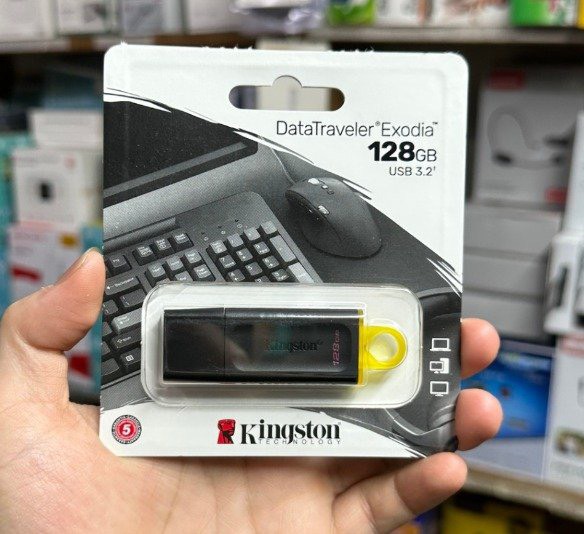 DataTraveler® Exodia™
128GB
USB 3.2¹
Kingston
128GB
5
Kingston
TECHNOLOGY